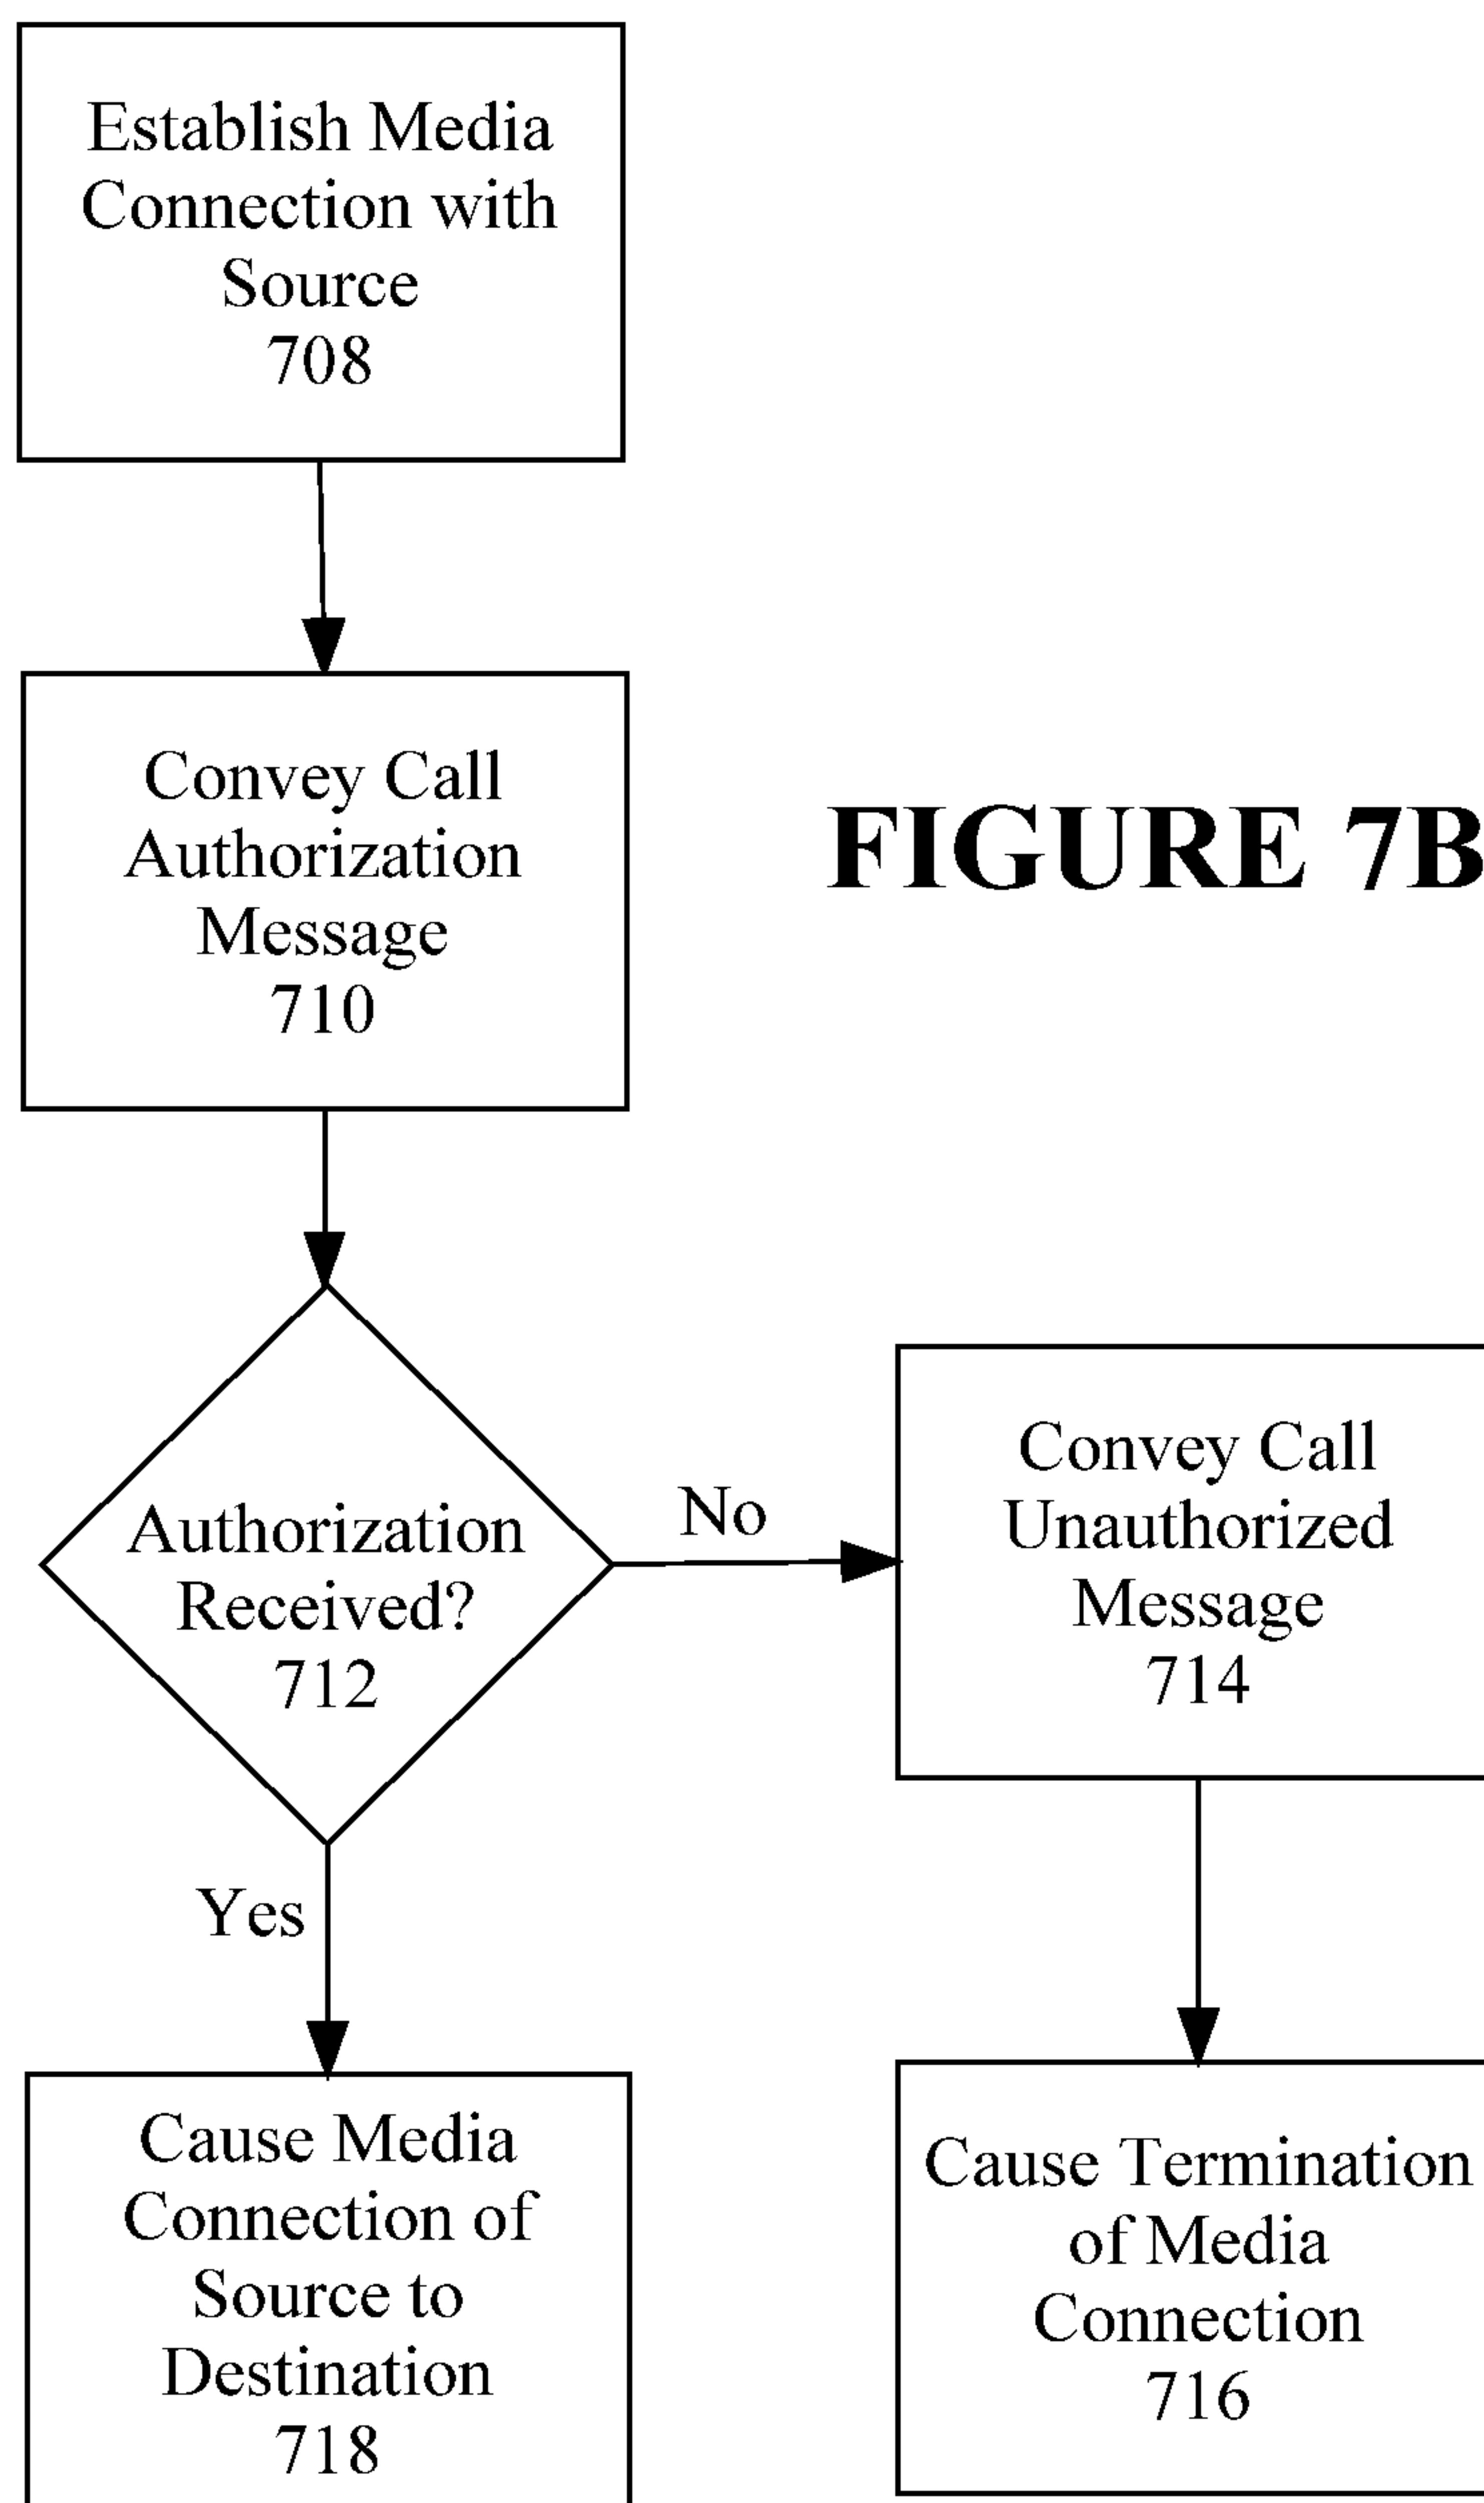 Establish Media
Connection with
Source
708
Convey Call
Authorization
Message
710
FIGURE 7B
Authorization
Received?
712
No
Convey Call
Unauthorized
Message
714
Yes
Cause Media
Connection of
Source to
Destination
718
Cause Termination
of Media
Connection
716